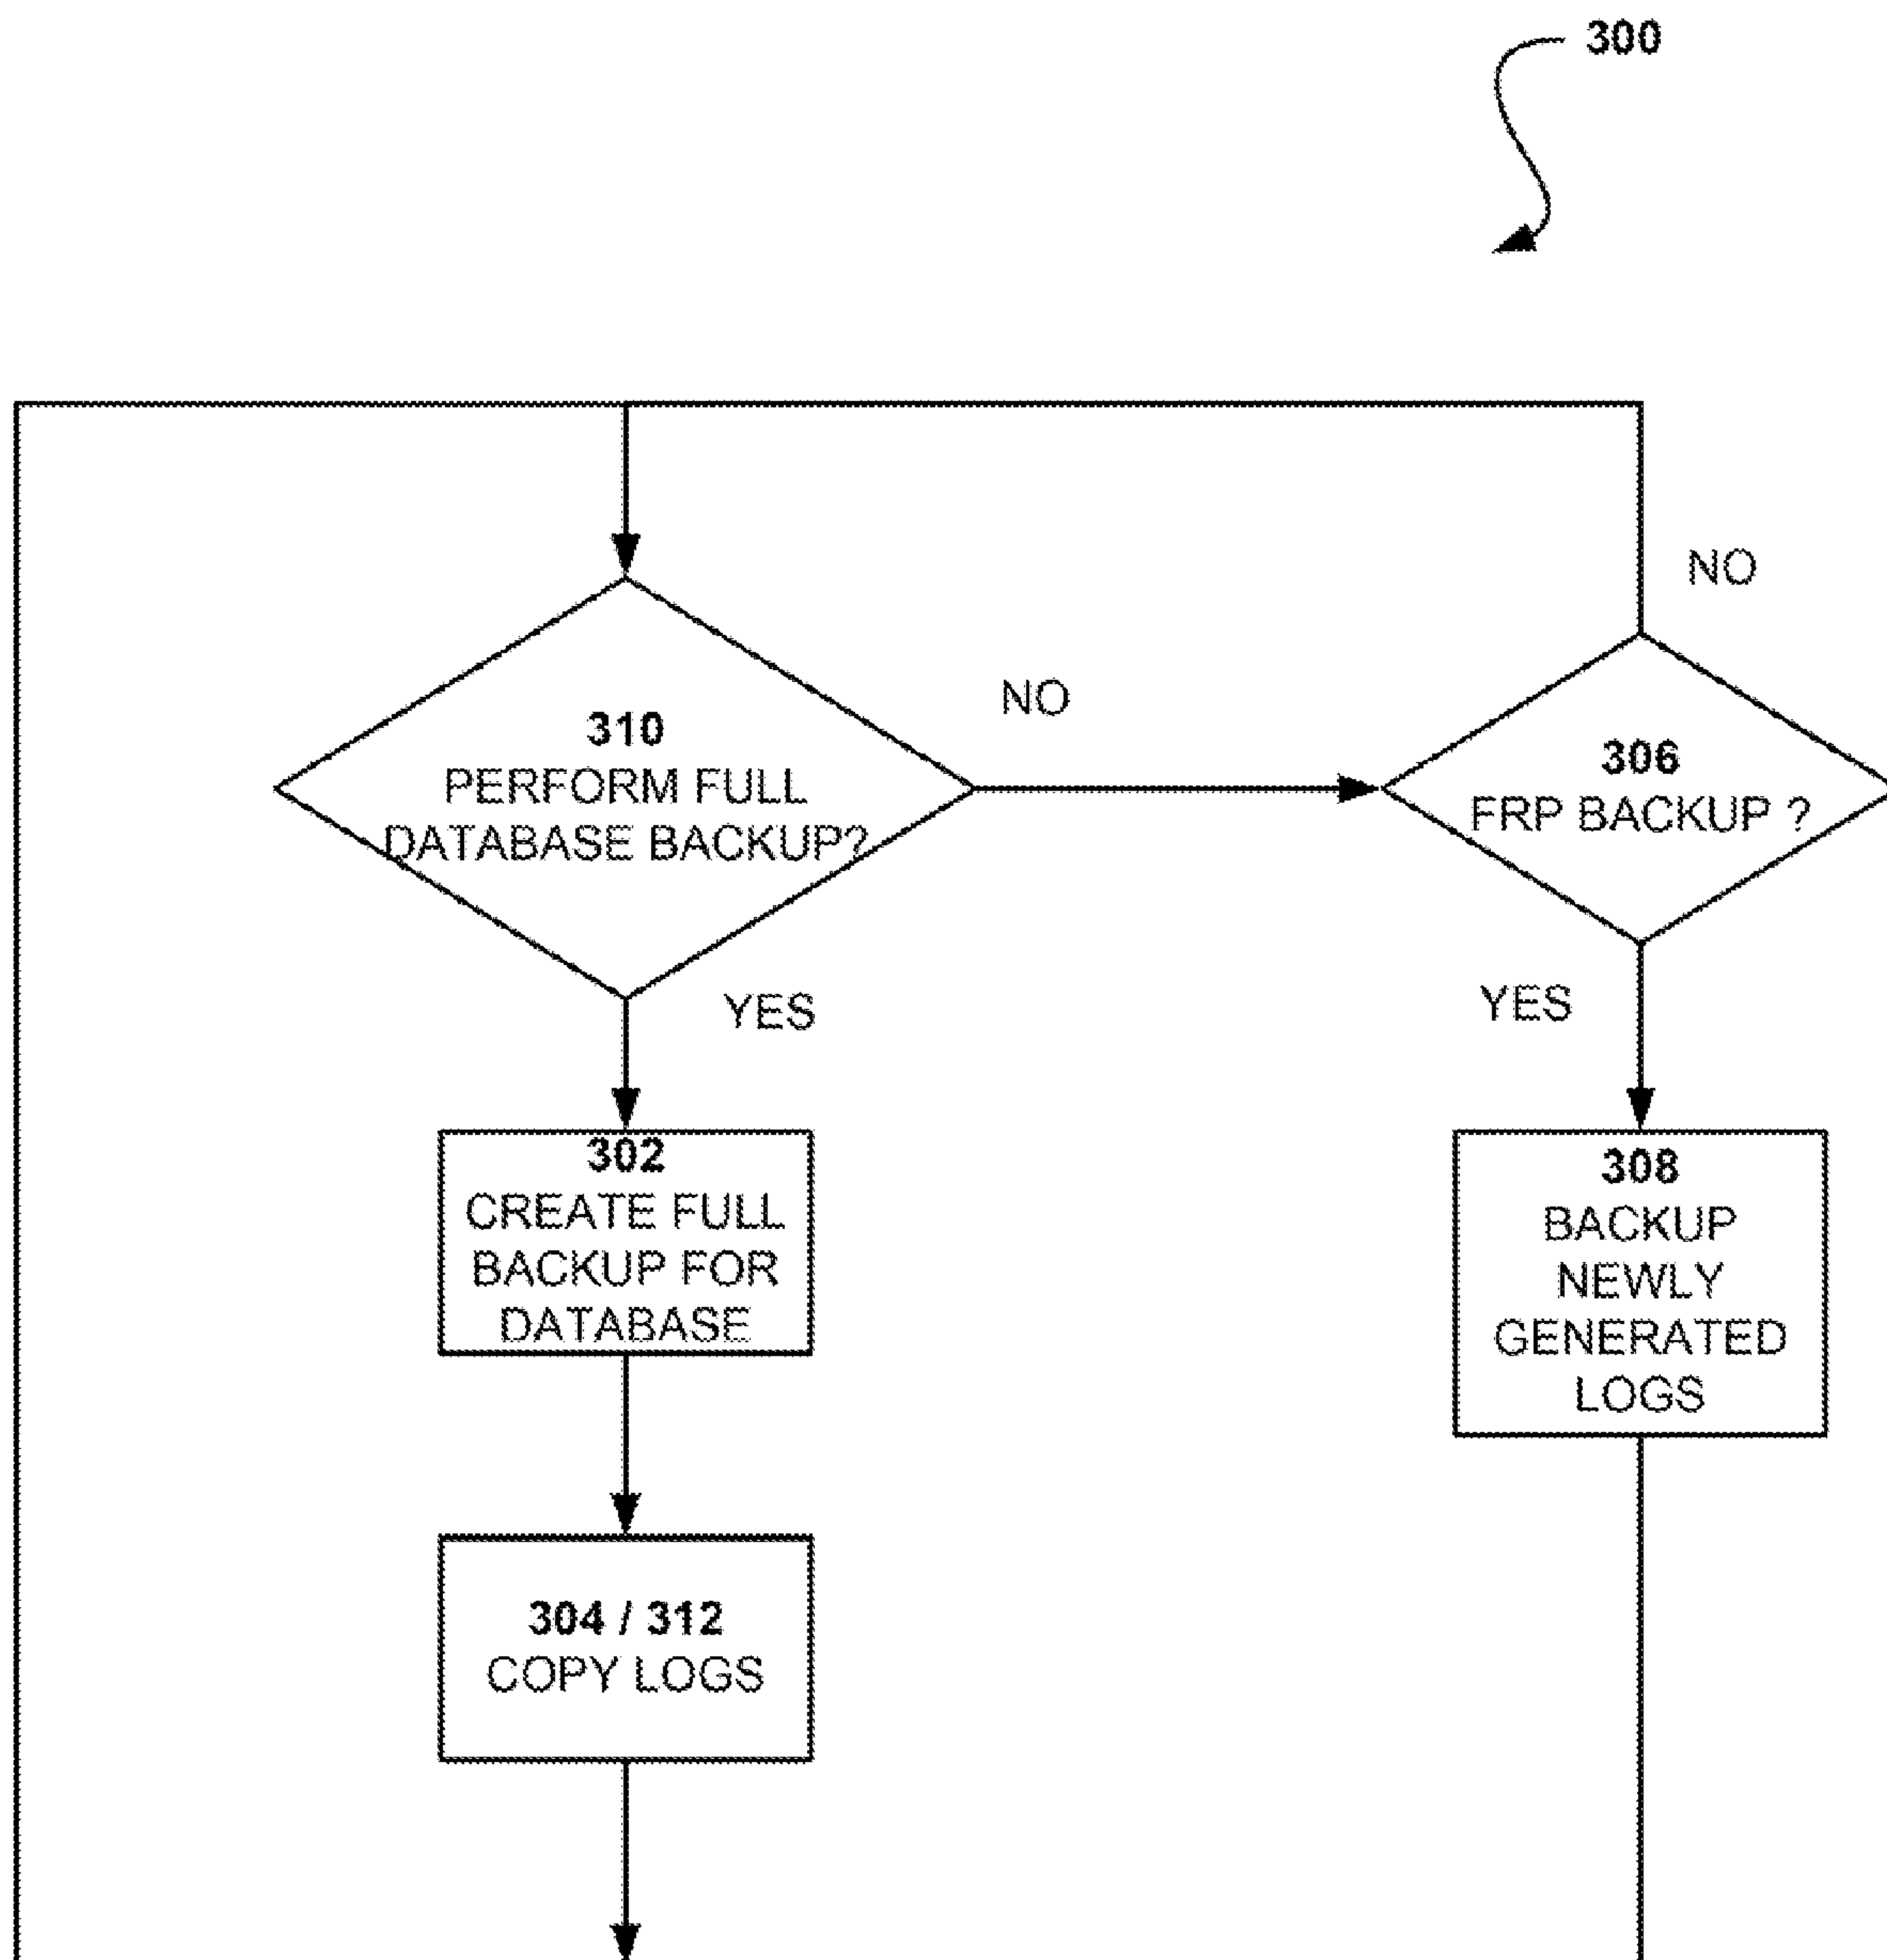 300
NO
NO
310
PERFORM FULL
DATABASE BACKUP?
306
FRP BACKUP ?
YES
YES
302
CREATE FULL
BACKUP FOR
DATABASE
308
BACKUP
NEWLY
GENERATED
LOGS
304 / 312
COPY LOGS